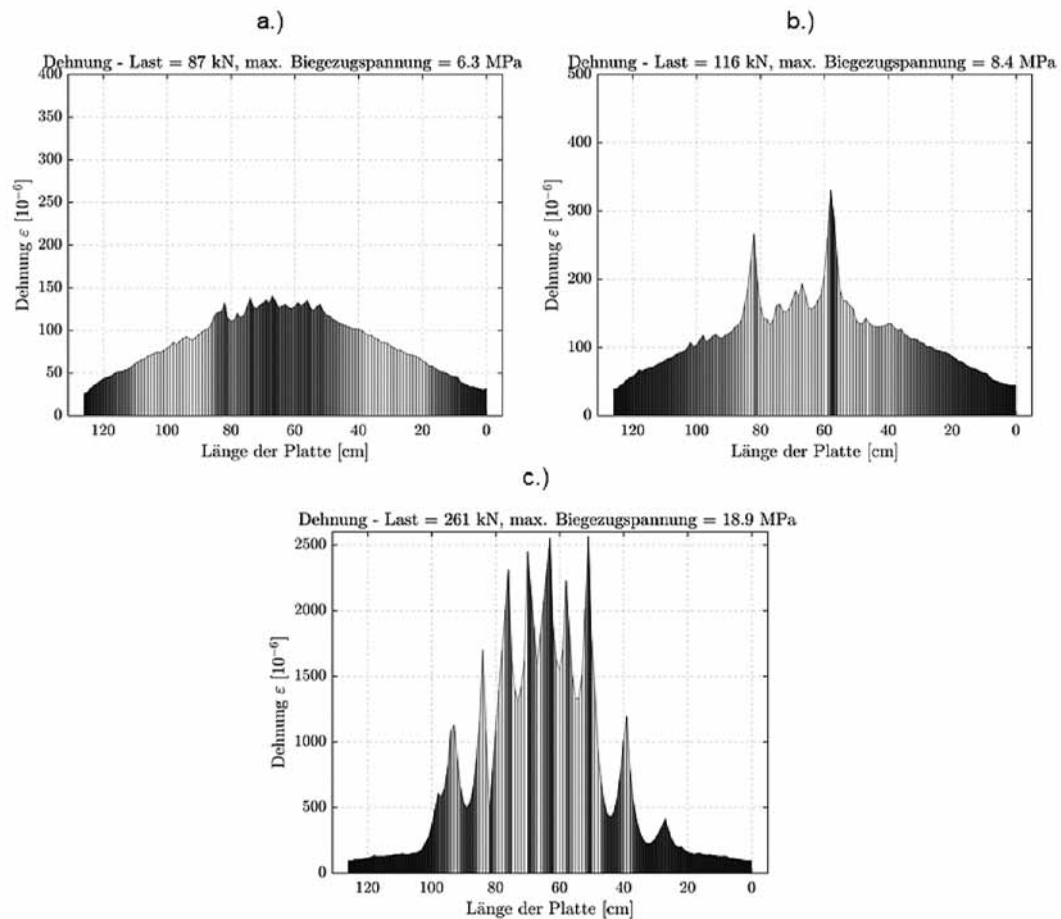 a.)
Dehnung - Last = 87 kN, max. Biegezugspannung = 6.3 MPa
400
350
300
250
200
150
100
50
0
Dehnung ε [10⁻⁶]
120 100 80 60 40 20 0
Länge der Platte [cm]
b.)
Dehnung - Last = 116 kN, max. Biegezugspannung = 8.4 MPa
500
400
300
200
100
0
Dehnung ε [10⁻⁶]
120 100 80 60 40 20 0
Länge der Platte [cm]
c.)
Dehnung - Last = 261 kN, max. Biegezugspannung = 18.9 MPa
2500
2000
1500
1000
500
0
Dehnung ε [10⁻⁶]
120 100 80 60 40 20 0
Länge der Platte [cm]